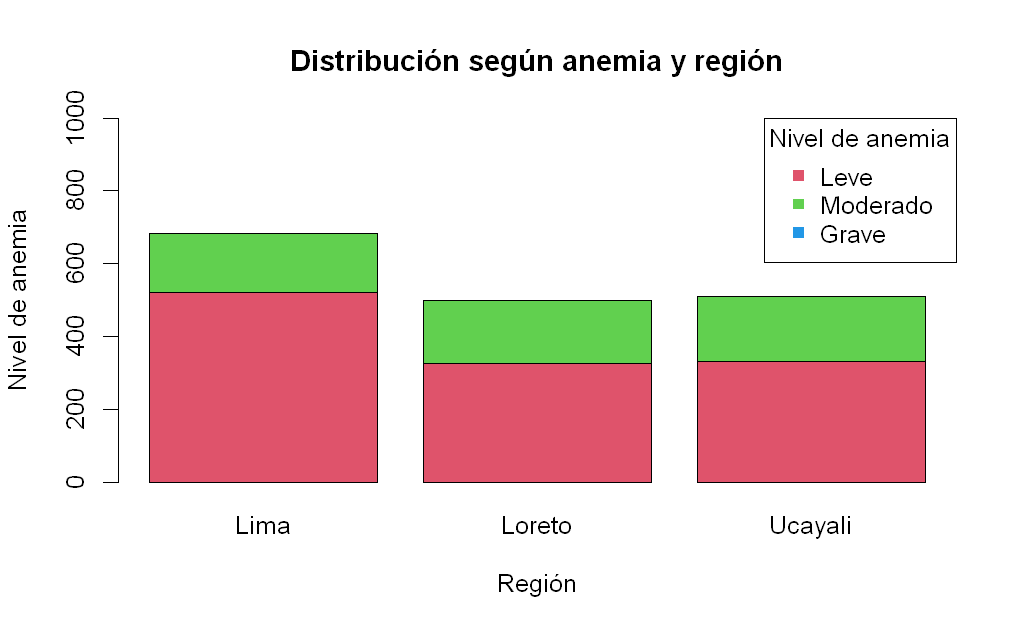 Distribución según anemia y región
Nivel de anemia
1000
800
600
400
200
0
Nivel de anemia
Leve
Moderado
Grave
Lima
Loreto
Ucayali
Región